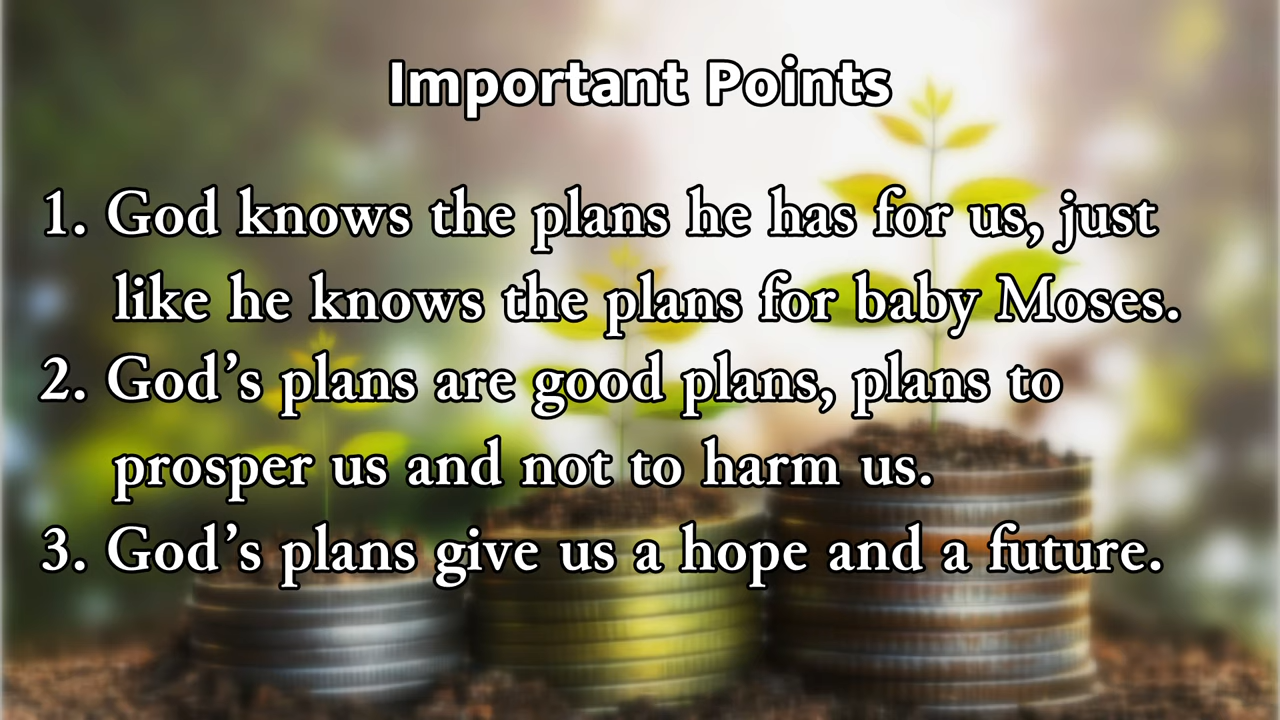 Important Points
1. God knows the plans he has for us, just
like he knows the plans for baby Moses.
2. God’s plans are good plans, plans to
prosper us and not to harm us.
3. God’s plans give us a hope and a future.